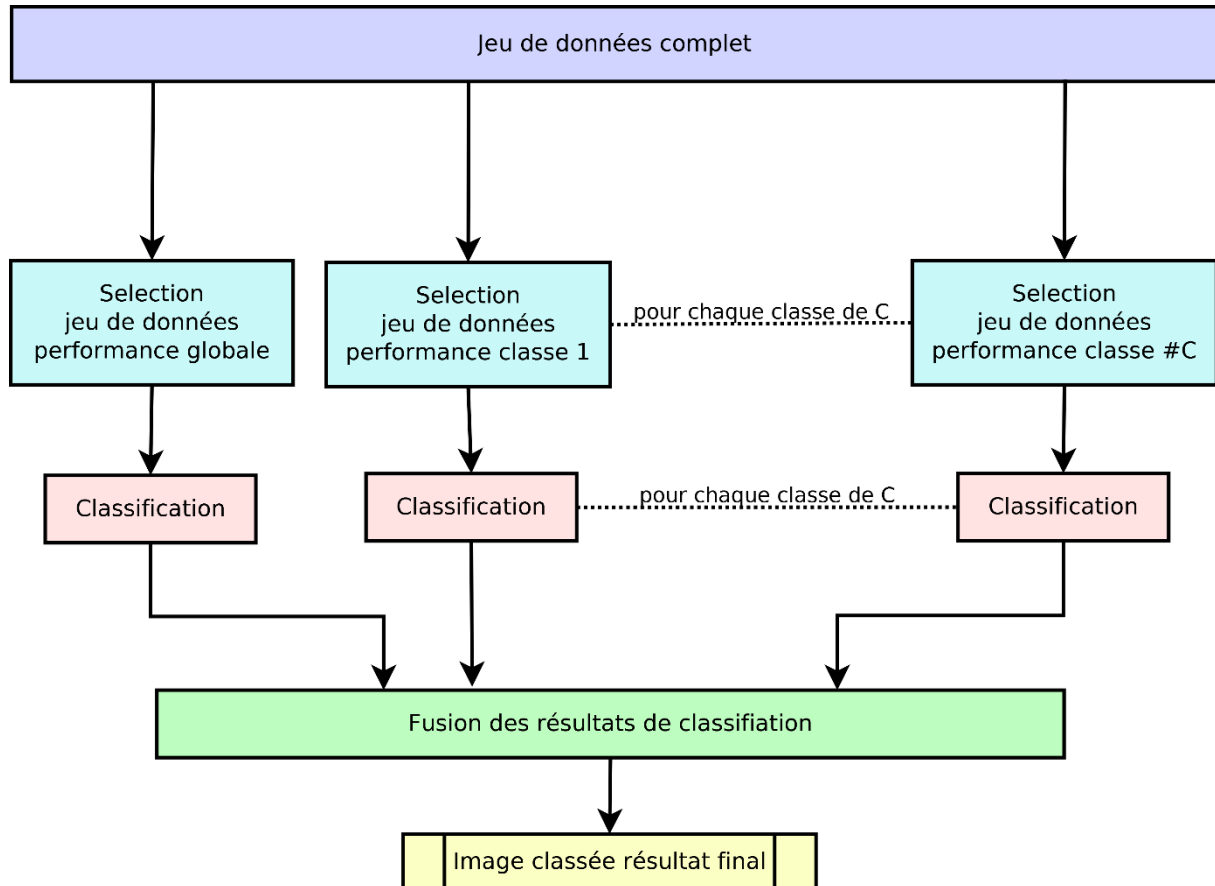 Jeu de données complet
Selection
jeu de données
performance globale
Selection
jeu de données
performance classe 1
pour chaque classe de C
Selection
jeu de données
performance classe #C
Classification
Classification
pour chaque classe de C
Classification
Fusion des résultats de classifiation
Image classée résultat final